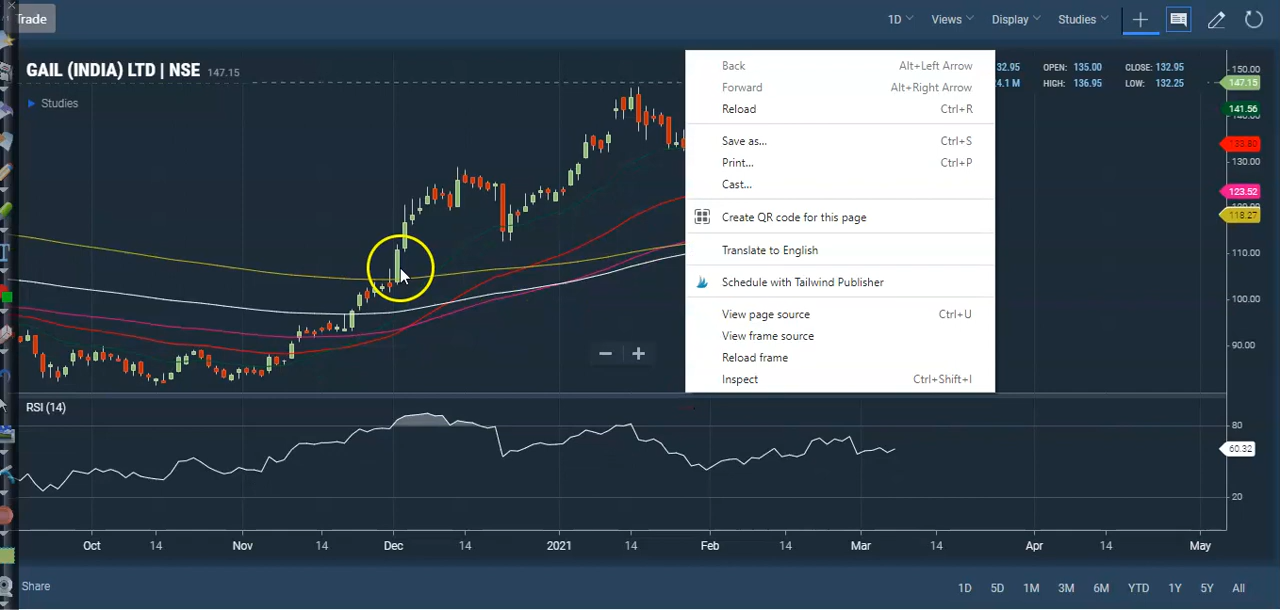 Trade
1D Views Display Studies
GAIL (INDIA) LTD | NSE 147.15
Studies
32.95 OPEN: 135.00 CLOSE: 132.95
24.1 M HIGH: 136.95 LOW: 132.25
Back Alt+Left Arrow
Forward Alt+Right Arrow
Reload Ctrl+R
Save as... Ctrl+S
Print... Ctrl+P
Cast...
Create QR code for this page
Translate to English
Schedule with Tailwind Publisher
View page source Ctrl+U
View frame source
Reload frame
Inspect Ctrl+Shift+I
150.00
147.15
141.56
133.80
130.00
123.52
118.27
110.00
100.00
90.00
RSI (14)
80
60.32
20
Oct 14 Nov 14 Dec 14 2021 14 Feb 14 Mar 14 Apr 14 May
Share
1D 5D 1M 3M 6M YTD 1Y 5Y All